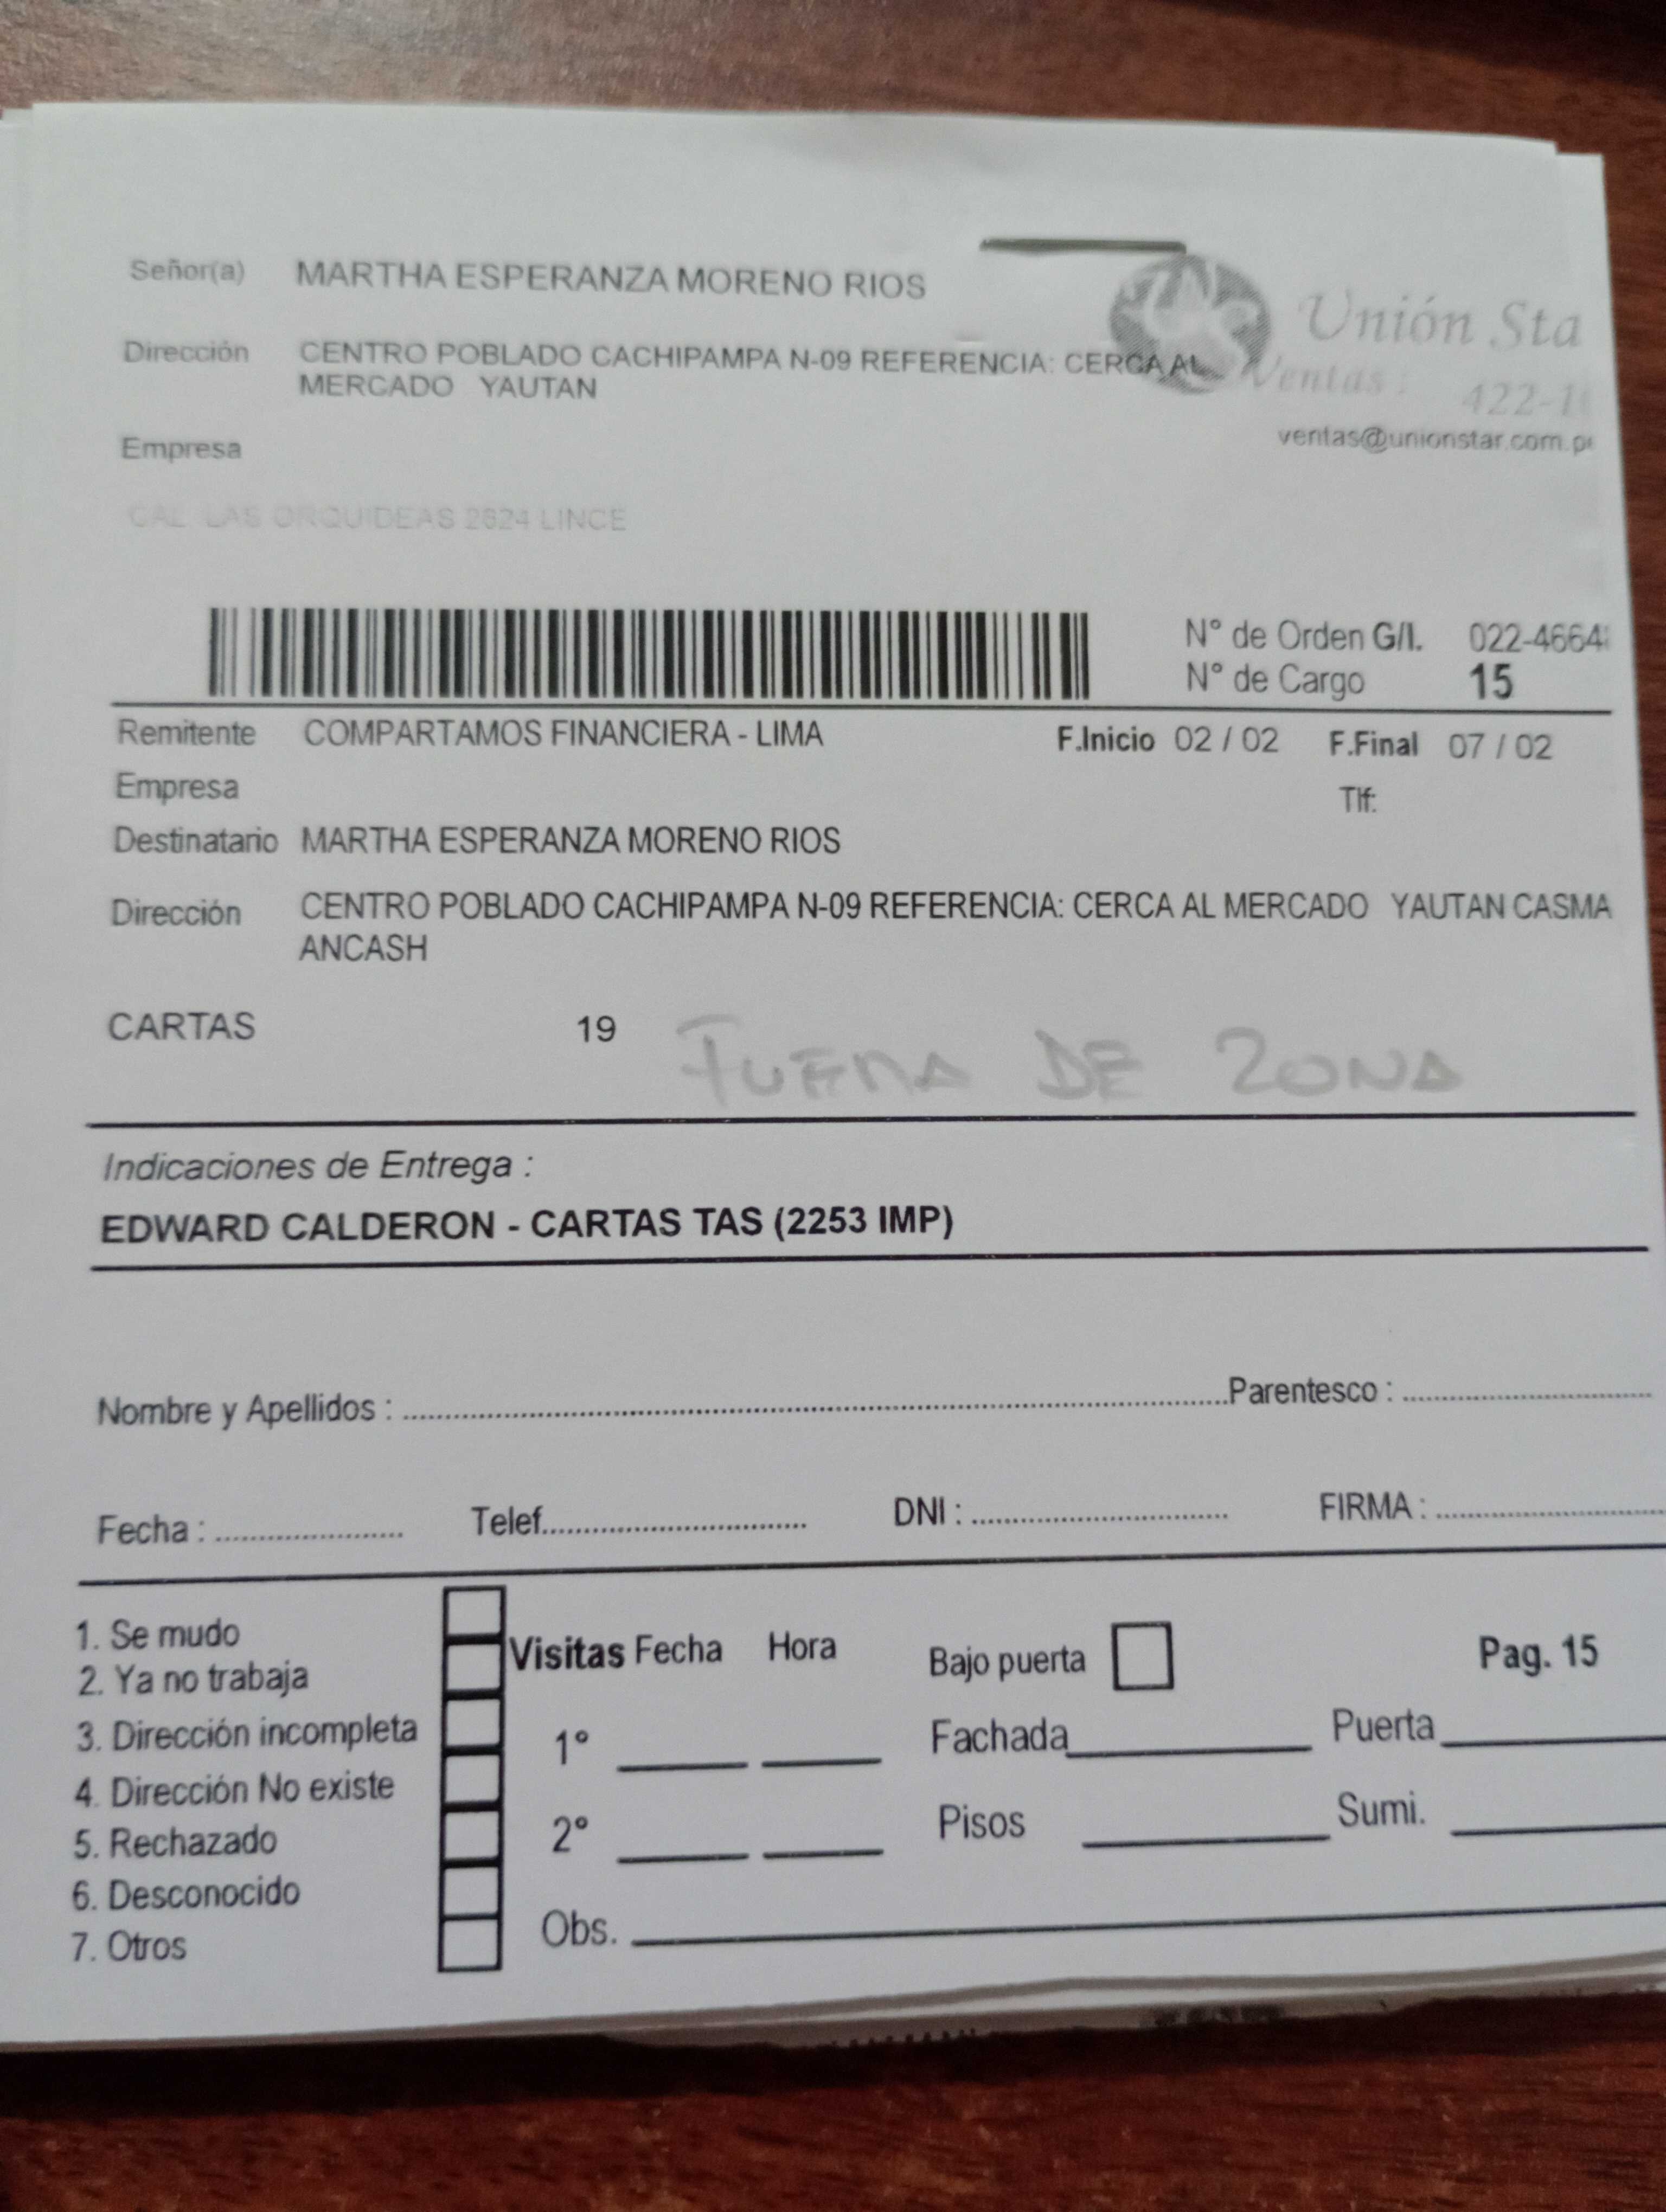 Señor(a) MARTHA ESPERANZA MORENO RIOS
Dirección CENTRO POBLADO CACHIPAMPA N-09 REFERENCIA: CERCA AL
MERCADO YAUTAN
Unión Sta
Ventas : 422-1
ventas@unionstar.com.pe
Empresa
CAL LAS ORQUIDEAS 2624 LINCE
N° de Orden G/I. 022-4664
N° de Cargo 15
Remitente COMPARTAMOS FINANCIERA - LIMA F.Inicio 02 / 02 F.Final 07 / 02
Empresa Tlf:
Destinatario MARTHA ESPERANZA MORENO RIOS
Dirección CENTRO POBLADO CACHIPAMPA N-09 REFERENCIA: CERCA AL MERCADO YAUTAN CASMA
ANCASH
CARTAS 19 FUERA DE ZONA
Indicaciones de Entrega :
EDWARD CALDERON - CARTAS TAS (2253 IMP)
Nombre y Apellidos : Parentesco :
Fecha : Telef. DNI : FIRMA :
1. Se mudo
2. Ya no trabaja
3. Dirección incompleta
4. Dirección No existe
5. Rechazado
6. Desconocido
7. Otros
Visitas Fecha Hora
1°
2°
Obs.
Bajo puerta Pag. 15
Fachada Puerta
Pisos Sumi.